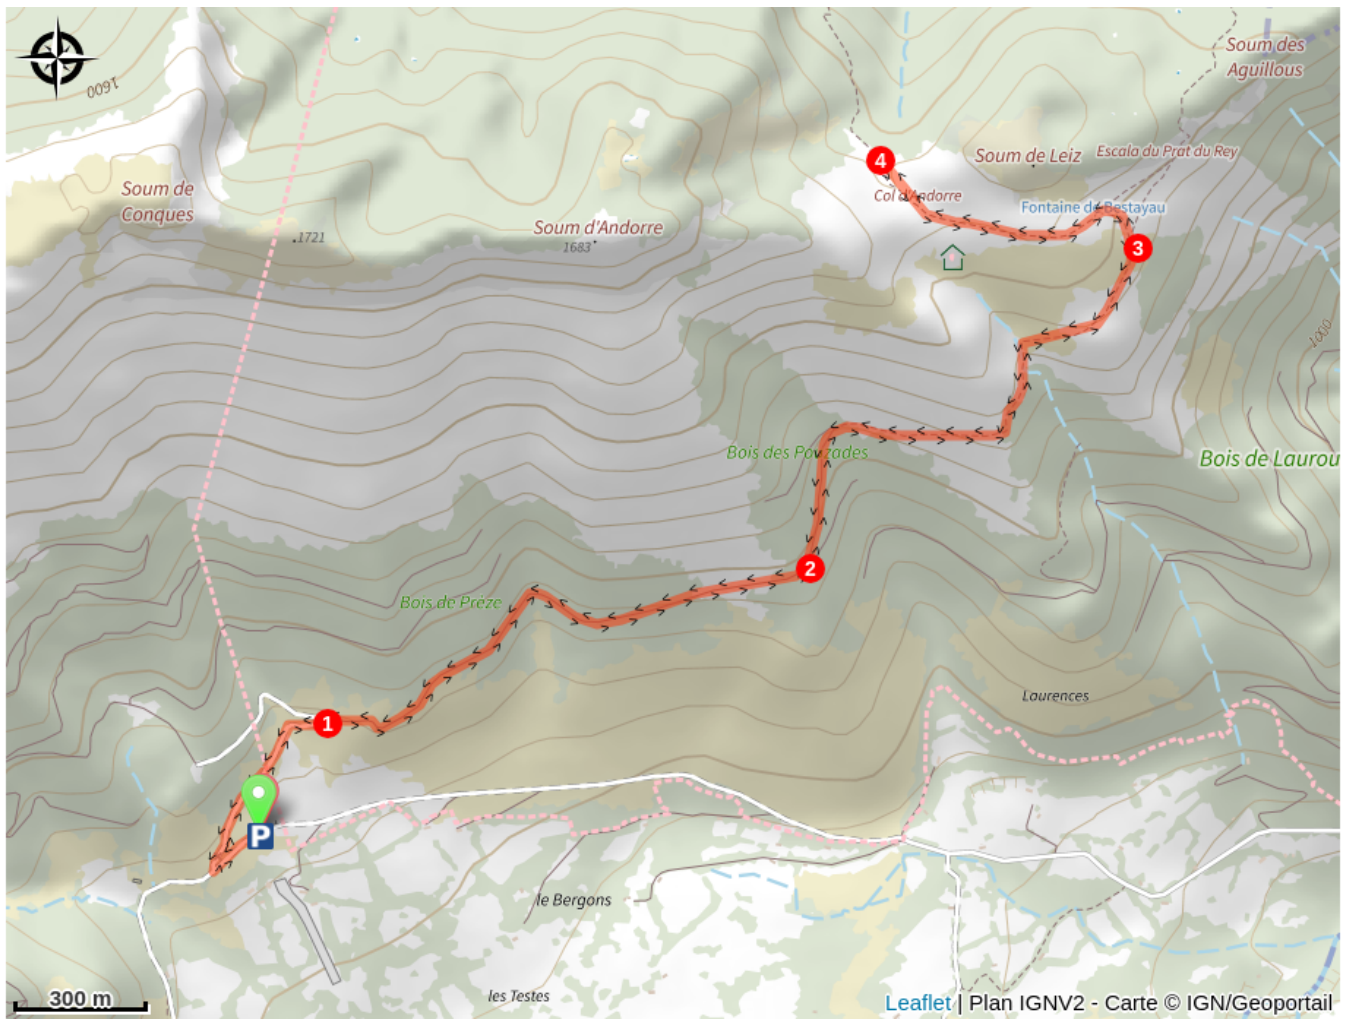 Soum des
Aguillous
1600
4
Soum de Leiz
Escala du Prat du Rey
Soum de
Conques
Col d'Andorre
Fontaine de Bestayau
1721
Soum d'Andorre
1683
3
1000
Bois des Pouzades
Bois de Laurou
2
Bois de Préze
Laurences
1
P
le Bergons
les Testes
300 m
Leaflet | Plan IGNV2 - Carte © IGN/Geoportail